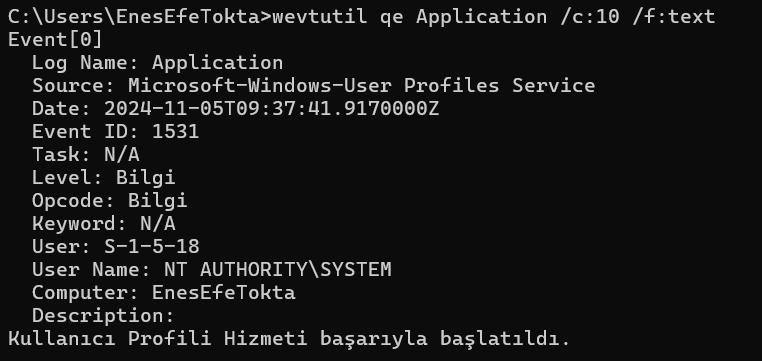 C:\Users\EnesEfeTokta>wevtutil qe Application /c:10 /f:text
Event[0]
  Log Name: Application
  Source: Microsoft-Windows-User Profiles Service
  Date: 2024-11-05T09:37:41.9170000Z
  Event ID: 1531
  Task: N/A
  Level: Bilgi
  Opcode: Bilgi
  Keyword: N/A
  User: S-1-5-18
  User Name: NT AUTHORITY\SYSTEM
  Computer: EnesEfeTokta
  Description:
Kullanıcı Profili Hizmeti başarıyla başlatıldı.